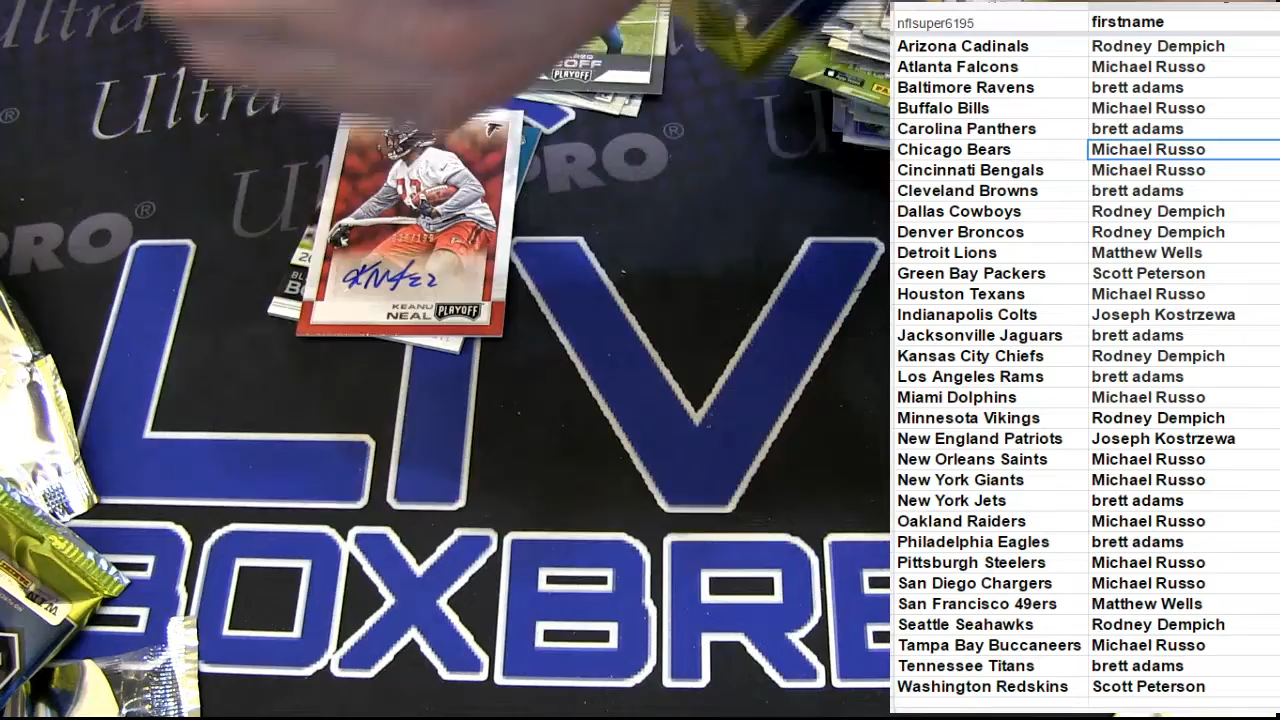 nflsuper6195 firstname
Arizona Cadinals Rodney Dempich
Atlanta Falcons Michael Russo
Baltimore Ravens brett adams
Buffalo Bills Michael Russo
Carolina Panthers brett adams
Chicago Bears Michael Russo
Cincinnati Bengals Michael Russo
Cleveland Browns brett adams
Dallas Cowboys Rodney Dempich
Denver Broncos Rodney Dempich
Detroit Lions Matthew Wells
Green Bay Packers Scott Peterson
Houston Texans Michael Russo
Indianapolis Colts Joseph Kostrzewa
Jacksonville Jaguars brett adams
Kansas City Chiefs Rodney Dempich
Los Angeles Rams brett adams
Miami Dolphins Michael Russo
Minnesota Vikings Rodney Dempich
New England Patriots Joseph Kostrzewa
New Orleans Saints Michael Russo
New York Giants Michael Russo
New York Jets brett adams
Oakland Raiders Michael Russo
Philadelphia Eagles brett adams
Pittsburgh Steelers Michael Russo
San Diego Chargers Michael Russo
San Francisco 49ers Matthew Wells
Seattle Seahawks Rodney Dempich
Tampa Bay Buccaneers Michael Russo
Tennessee Titans brett adams
Washington Redskins Scott Peterson
Ultra
PRO®
PLAYOFF
KEANU
NEAL PLAYOFF
LIV
BOXBRE